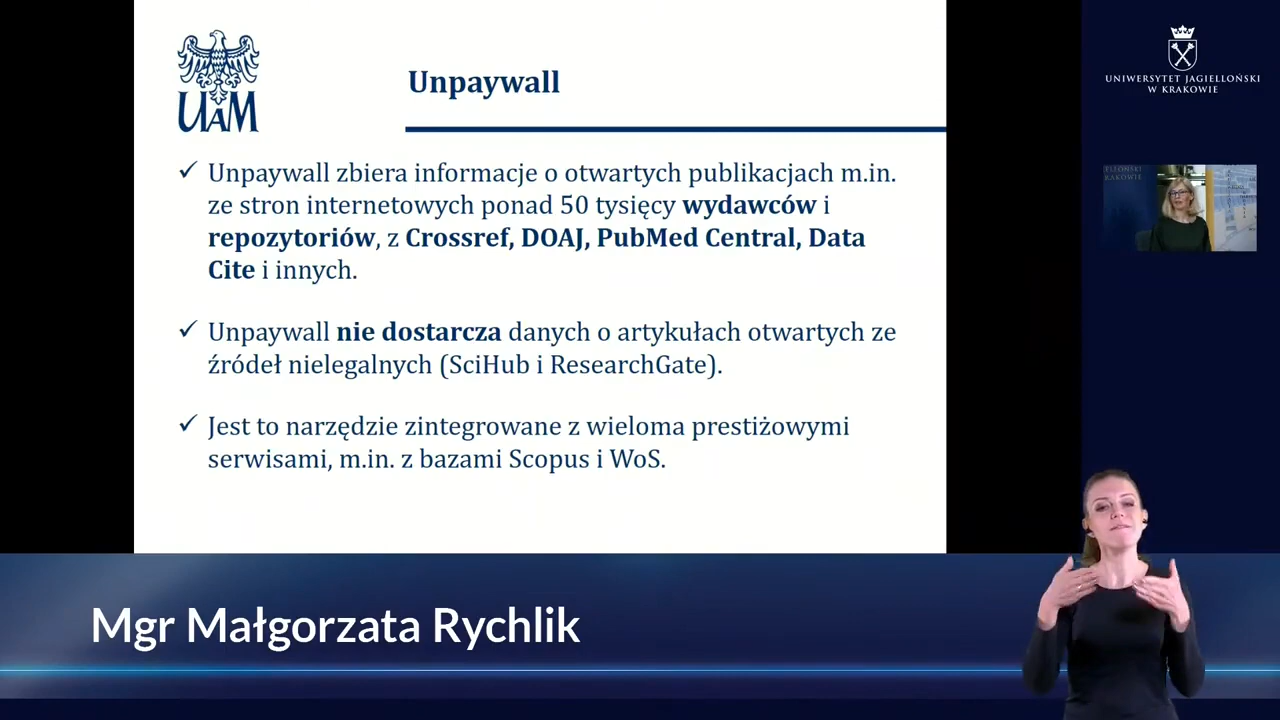 UAM
Unpaywall
✓ Unpaywall zbiera informacje o otwartych publikacjach m.in.
ze stron internetowych ponad 50 tysięcy wydawców i
repozytoriów, z Crossref, DOAJ, PubMed Central, Data
Cite i innych.
✓ Unpaywall nie dostarcza danych o artykułach otwartych ze
źródeł nielegalnych (SciHub i ResearchGate).
✓ Jest to narzędzie zintegrowane z wieloma prestiżowymi
serwisami, m.in. z bazami Scopus i WoS.
UNIWERSYTET JAGIELLOŃSKI
W KRAKOWIE
Mgr Małgorzata Rychlik